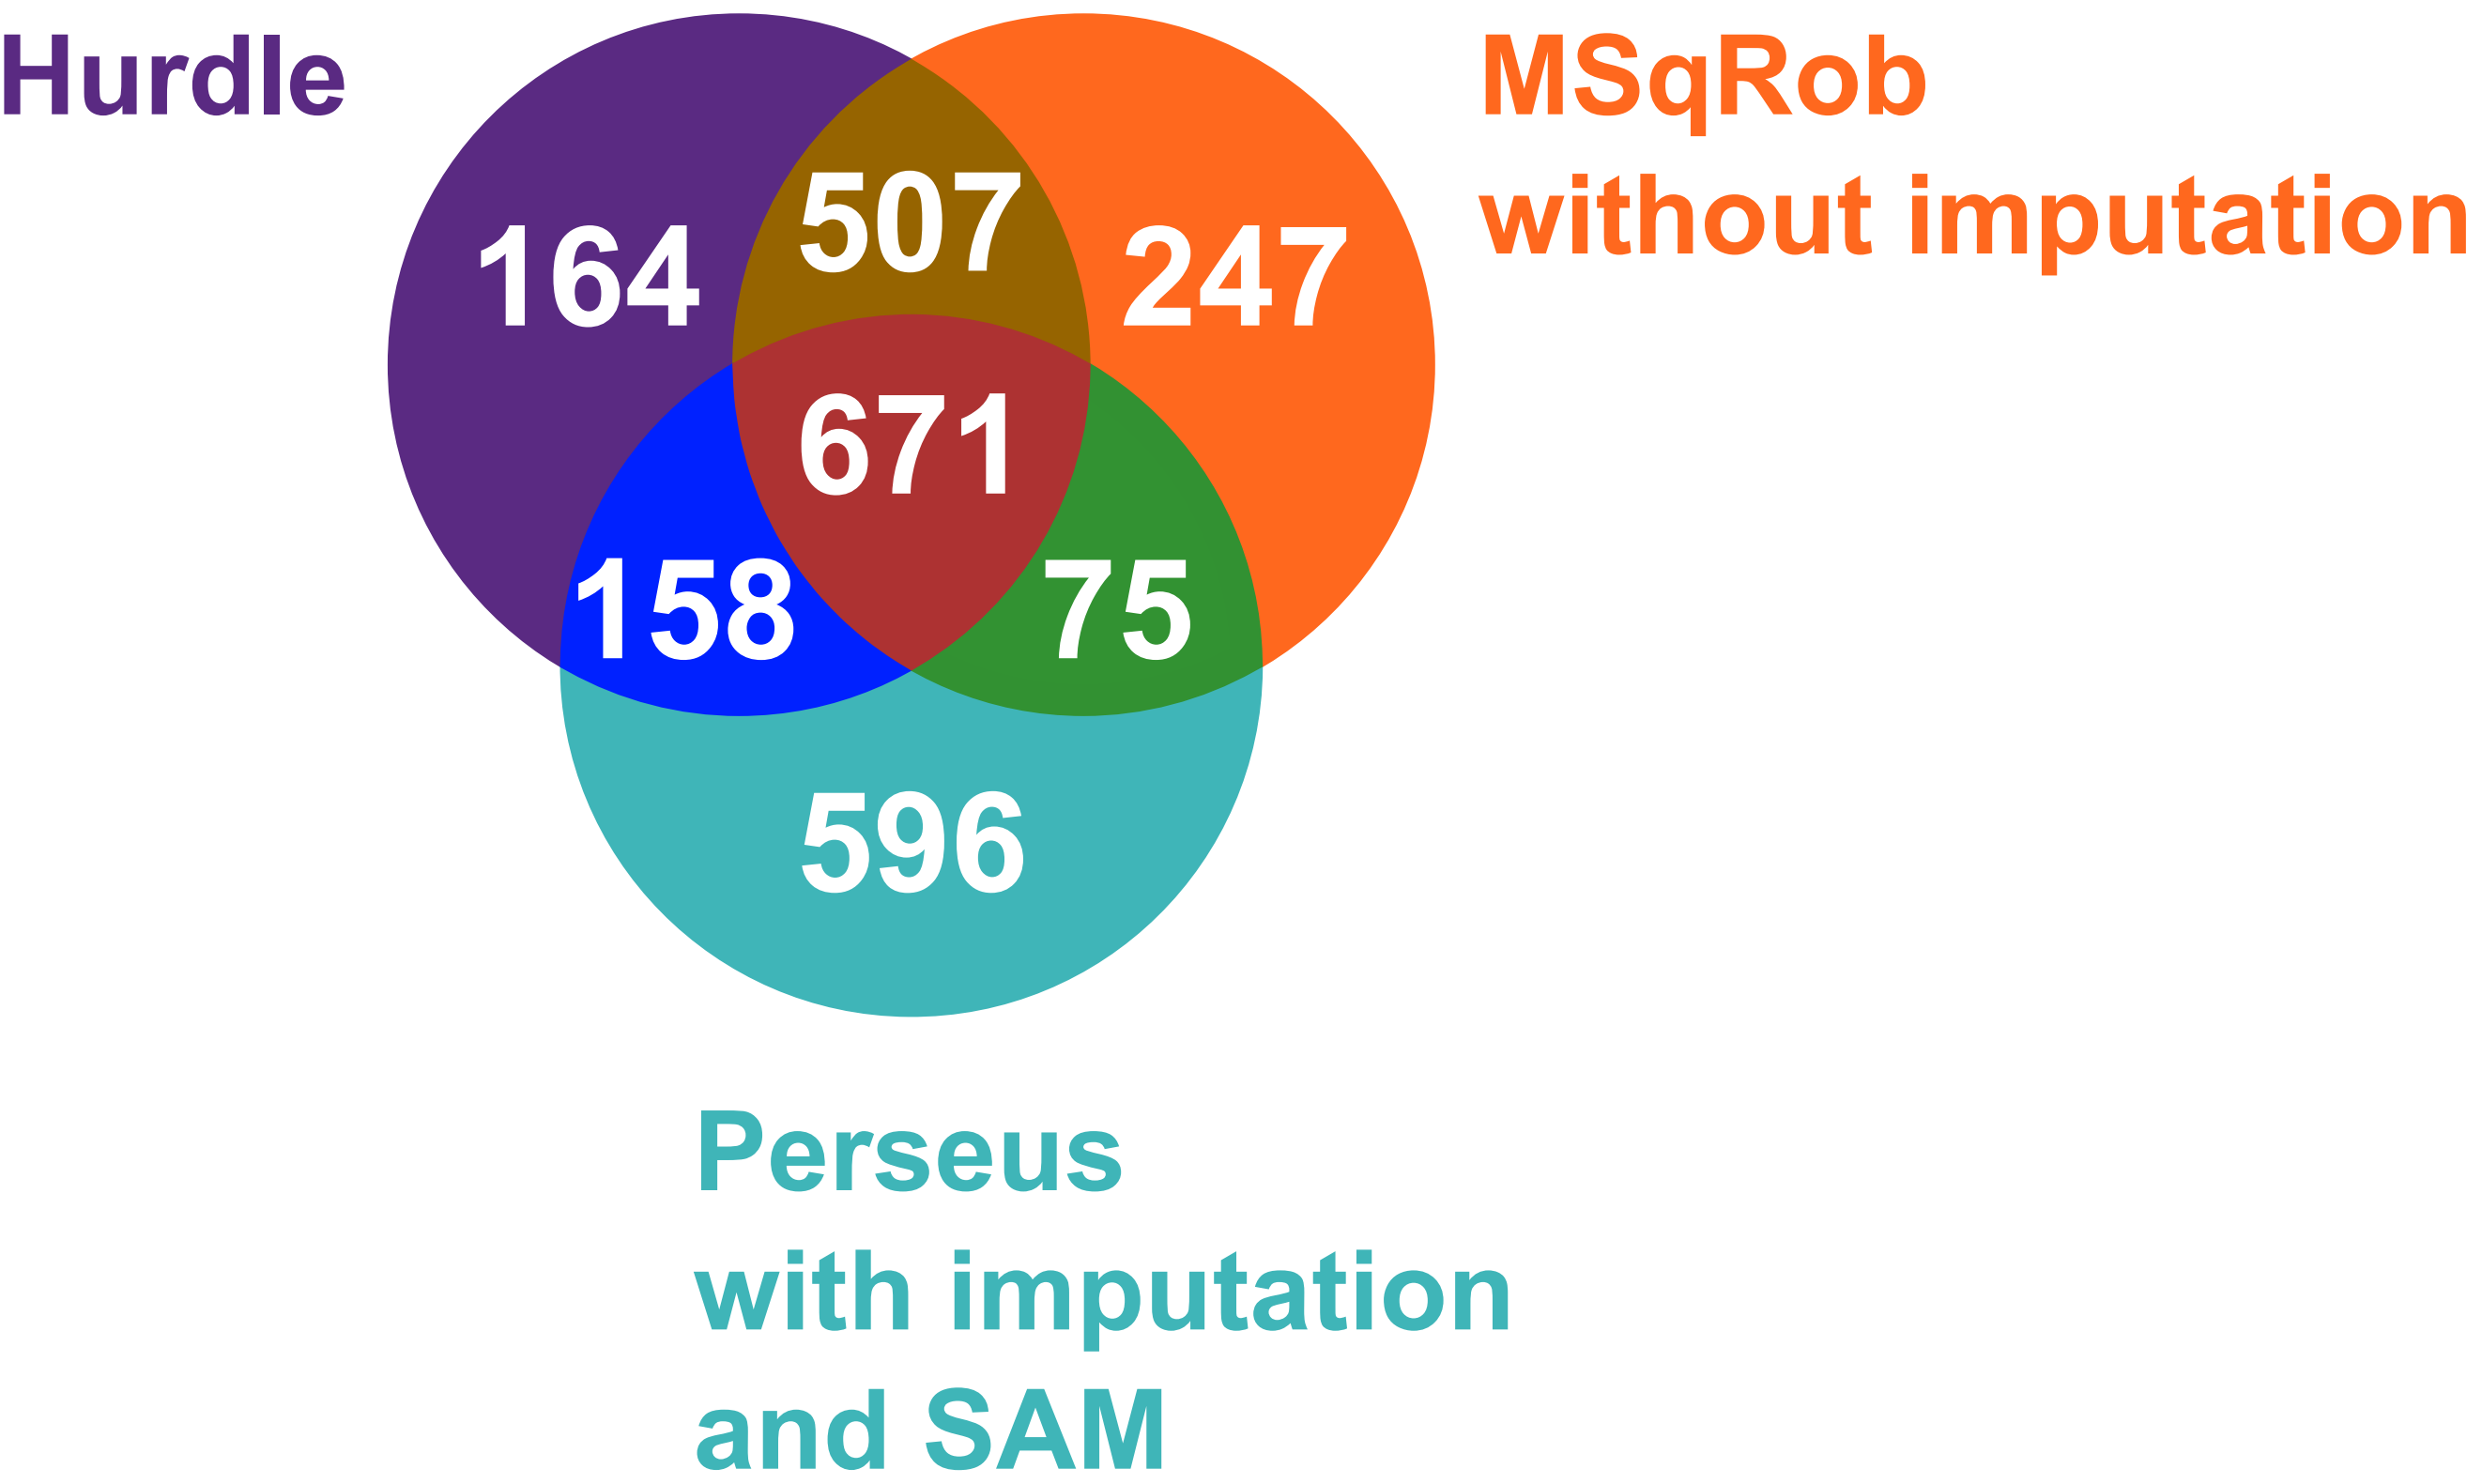 Hurdle
MSqRob
without imputation
507
164
247
671
158
75
596
Perseus
with imputation
and SAM